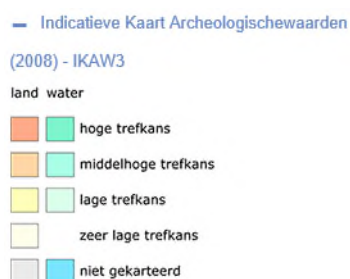 Indicatieve Kaart Archeologischewaarden
(2008) - IKAW3
land water
hoge trefkans
middelhoge trefkans
lage trefkans
zeer lage trefkans
niet gekarteerd